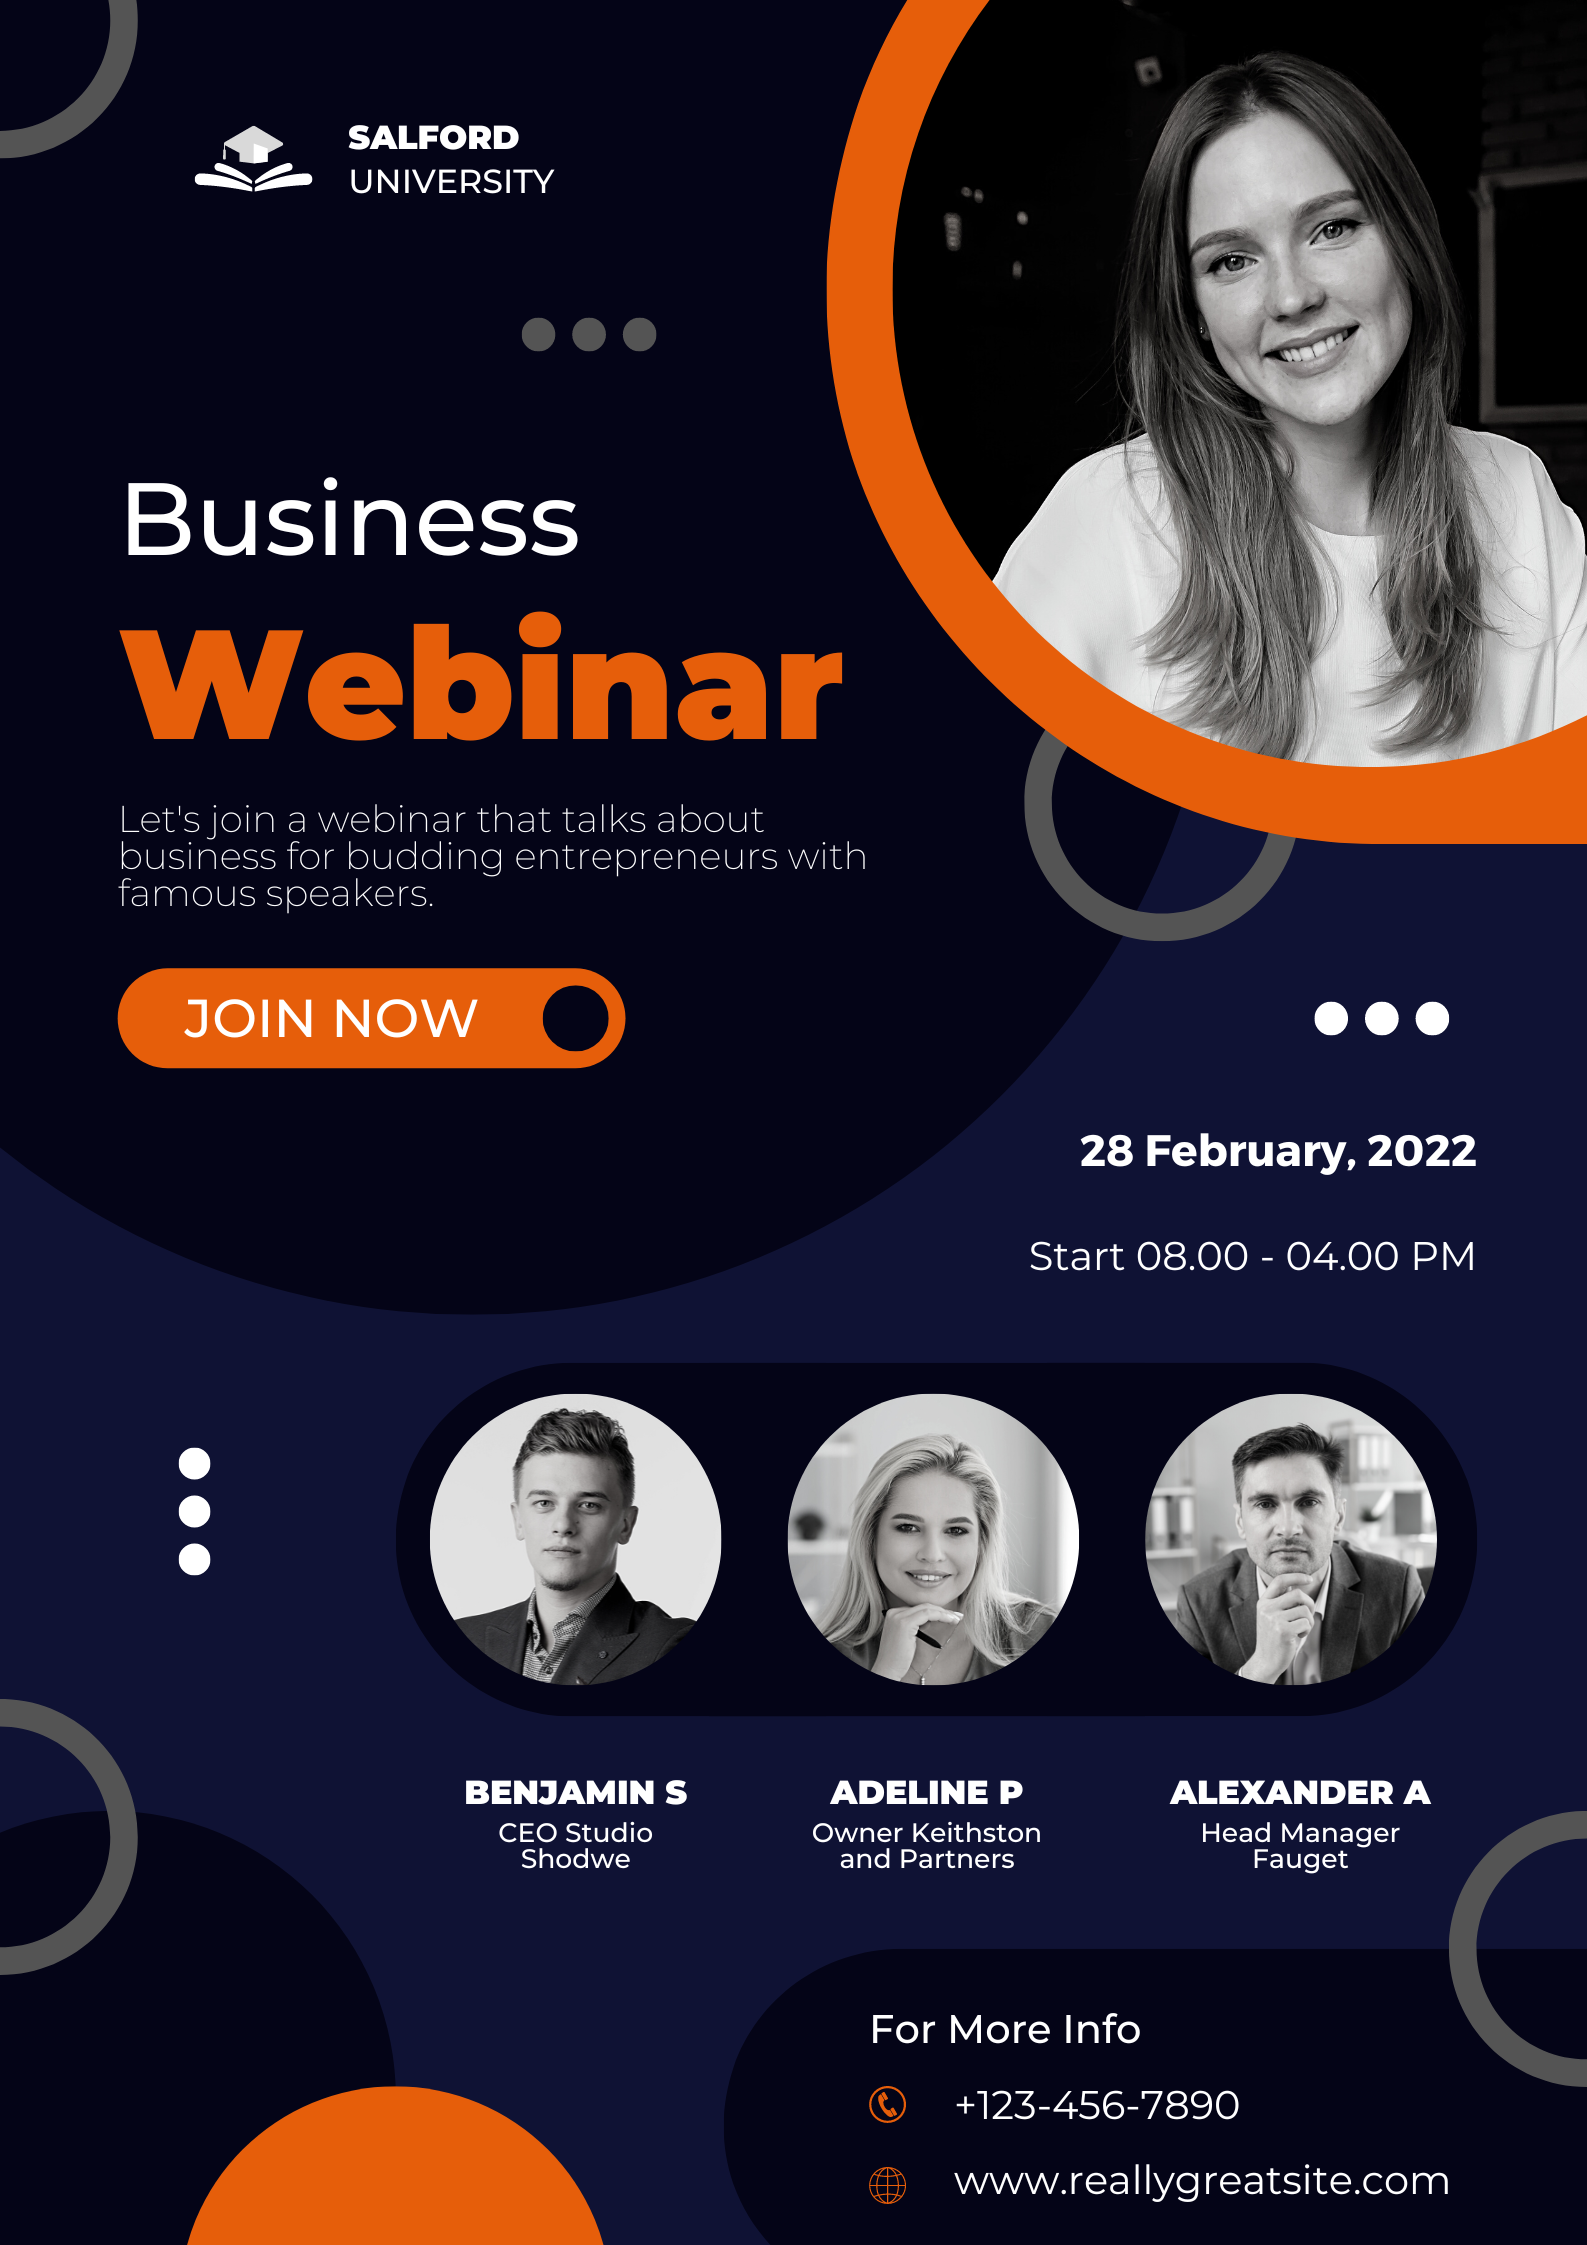 SALFORD
UNIVERSITY
Business
Webinar
Let's join a webinar that talks about
business for budding entrepreneurs with
famous speakers.
JOIN NOW
28 February, 2022
Start 08.00 - 04.00 PM
BENJAMIN S
CEO Studio
Shodwe
ADELINE P
Owner Keithston
and Partners
ALEXANDER A
Head Manager
Fauget
For More Info
+123-456-7890
www.reallygreatsite.com